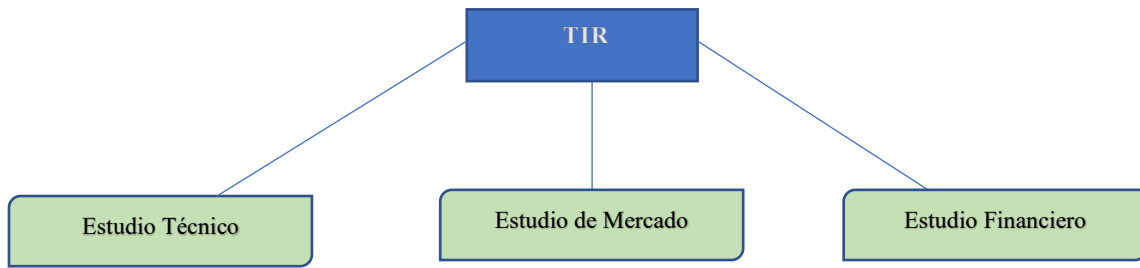 TIR
Estudio Técnico
Estudio de Mercado
Estudio Financiero